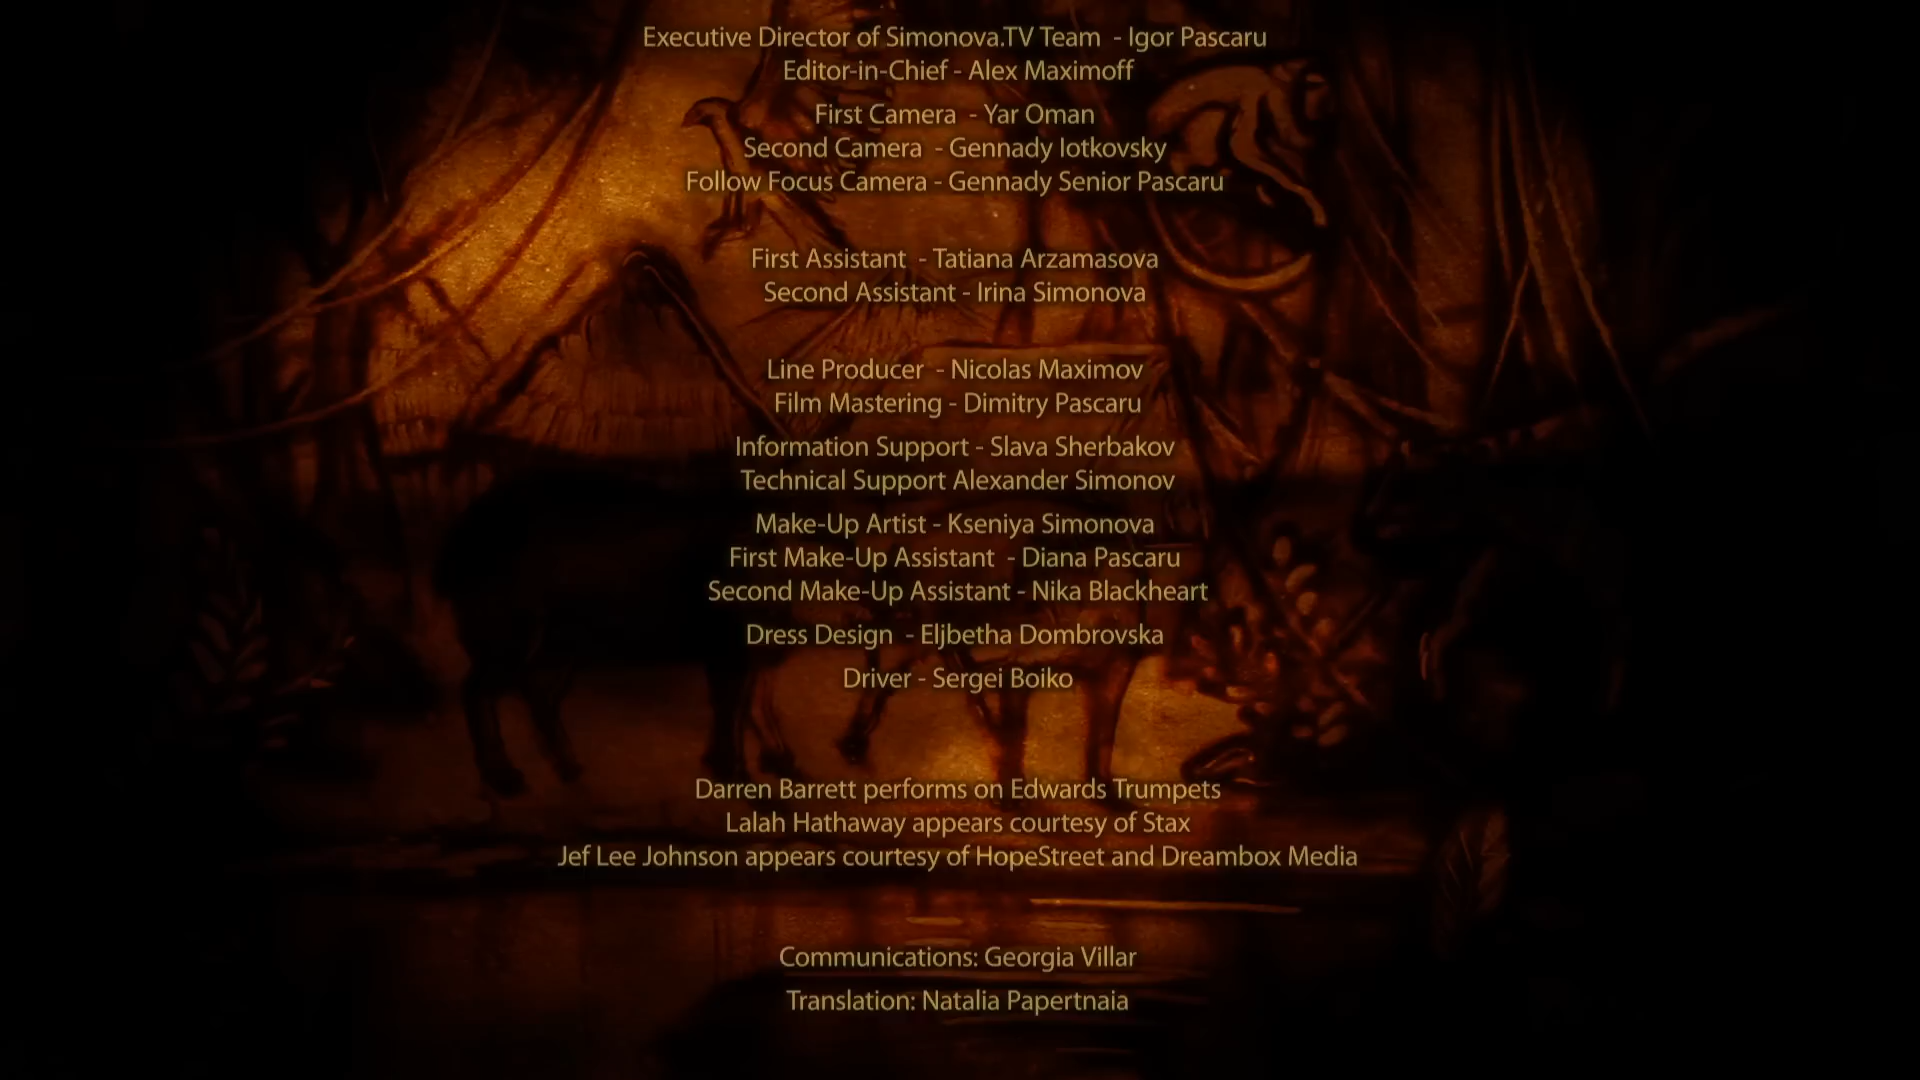 Executive Director of Simonova.TV Team - Igor Pascaru
Editor-in-Chief - Alex Maximoff
First Camera - Yar Oman
Second Camera - Gennady Iotkovsky
Follow Focus Camera - Gennady Senior Pascaru
First Assistant - Tatiana Arzamasova
Second Assistant - Irina Simonova
Line Producer - Nicolas Maximov
Film Mastering - Dimitry Pascaru
Information Support - Slava Sherbakov
Technical Support Alexander Simonov
Make-Up Artist - Kseniya Simonova
First Make-Up Assistant - Diana Pascaru
Second Make-Up Assistant - Nika Blackheart
Dress Design - Eljbetha Dombrovska
Driver - Sergei Boiko
Darren Barrett performs on Edwards Trumpets
Lalah Hathaway appears courtesy of Stax
Jef Lee Johnson appears courtesy of HopeStreet and Dreambox Media
Communications: Georgia Villar
Translation: Natalia Papertnaia